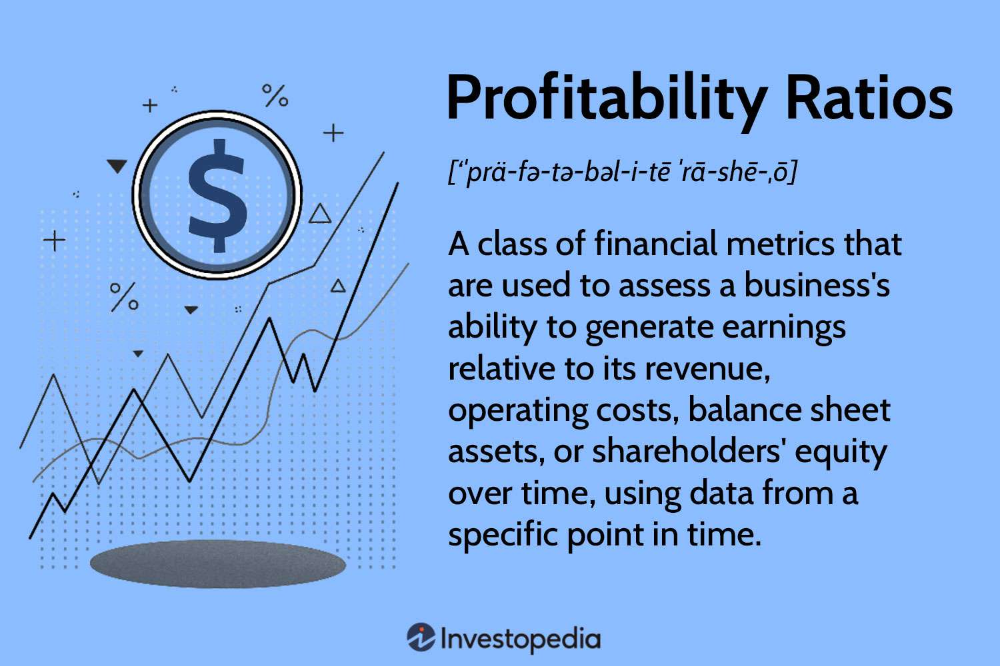 Profitability Ratios
[“ˈprä-fə-tə-bəl-i-tē ˈrā-shē-ˌō]
A class of financial metrics that
are used to assess a business's
ability to generate earnings
relative to its revenue,
operating costs, balance sheet
assets, or shareholders' equity
over time, using data from a
specific point in time.
%
$
%
Investopedia